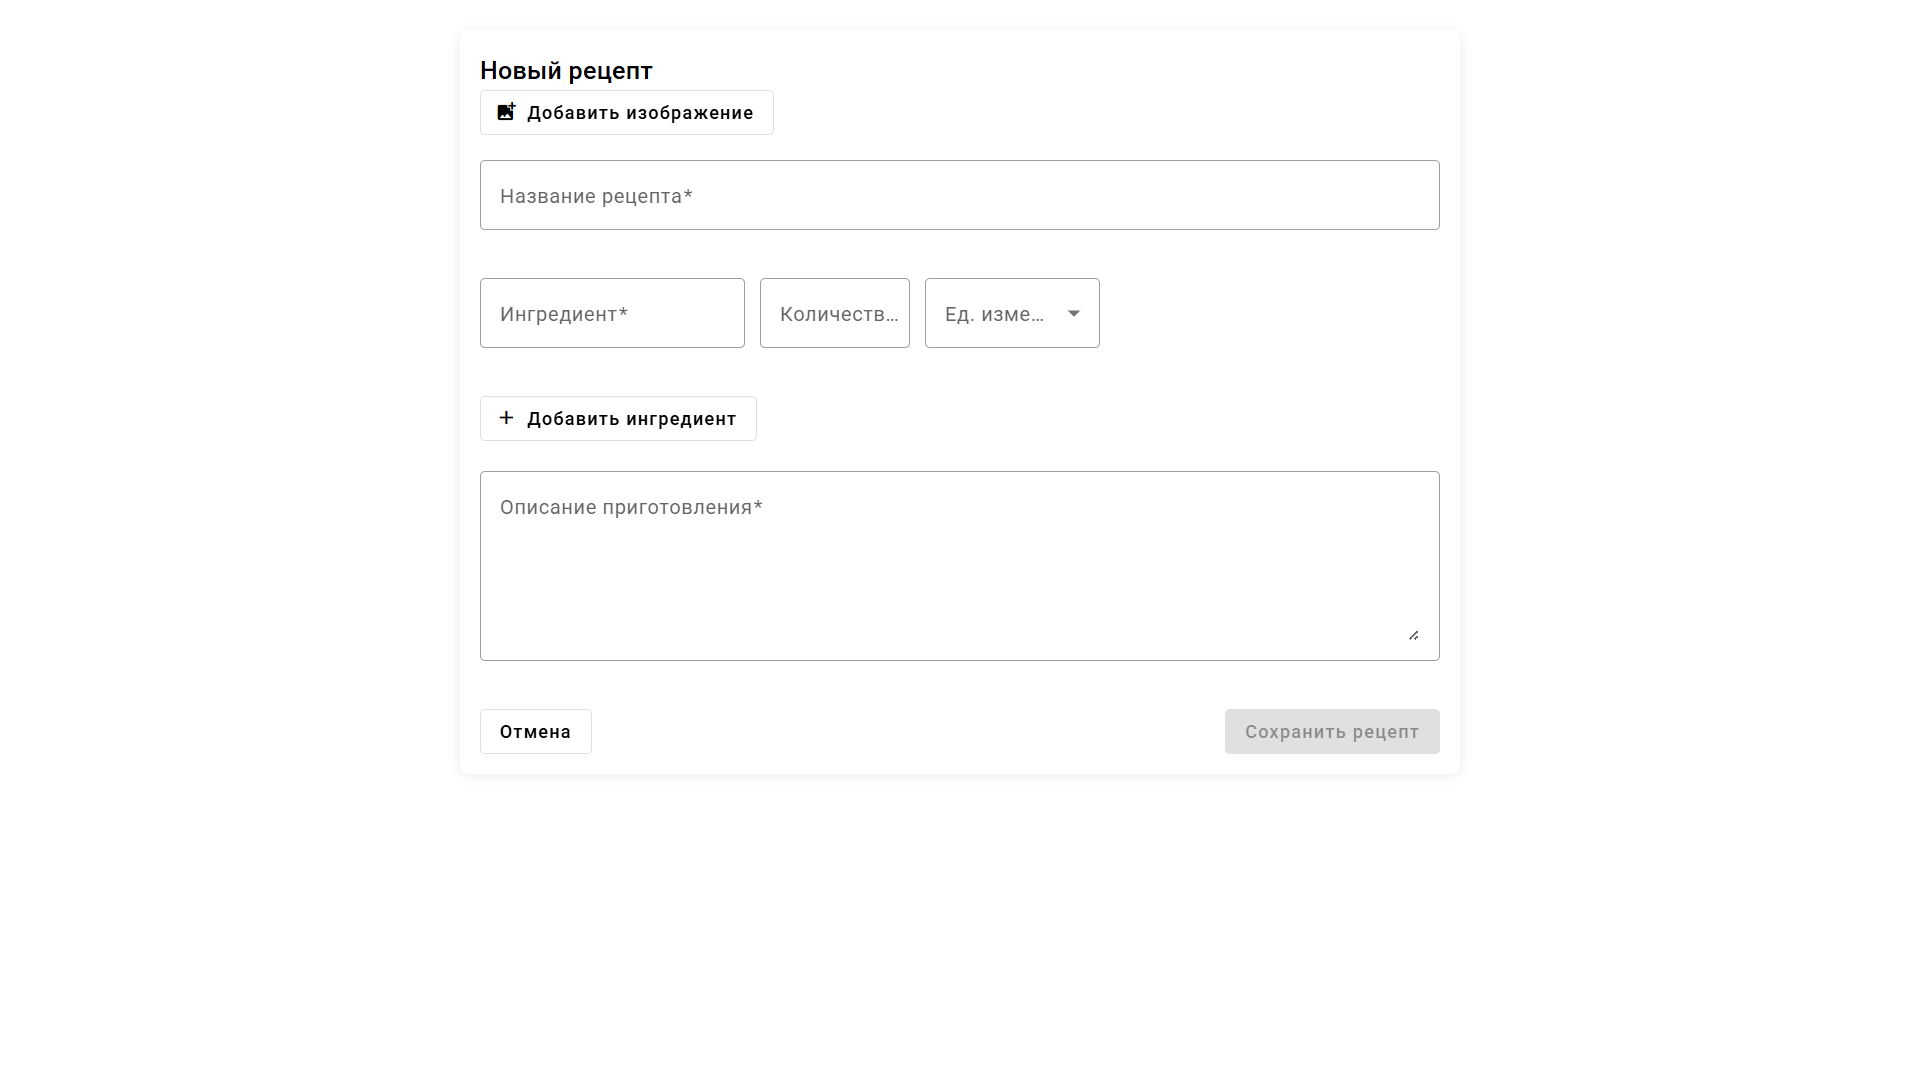 Новый рецепт
Добавить изображение
Название рецепта*
Ингредиент* Количеств... Ед. изме...
Добавить ингредиент
Описание приготовления*
Отмена Сохранить рецепт